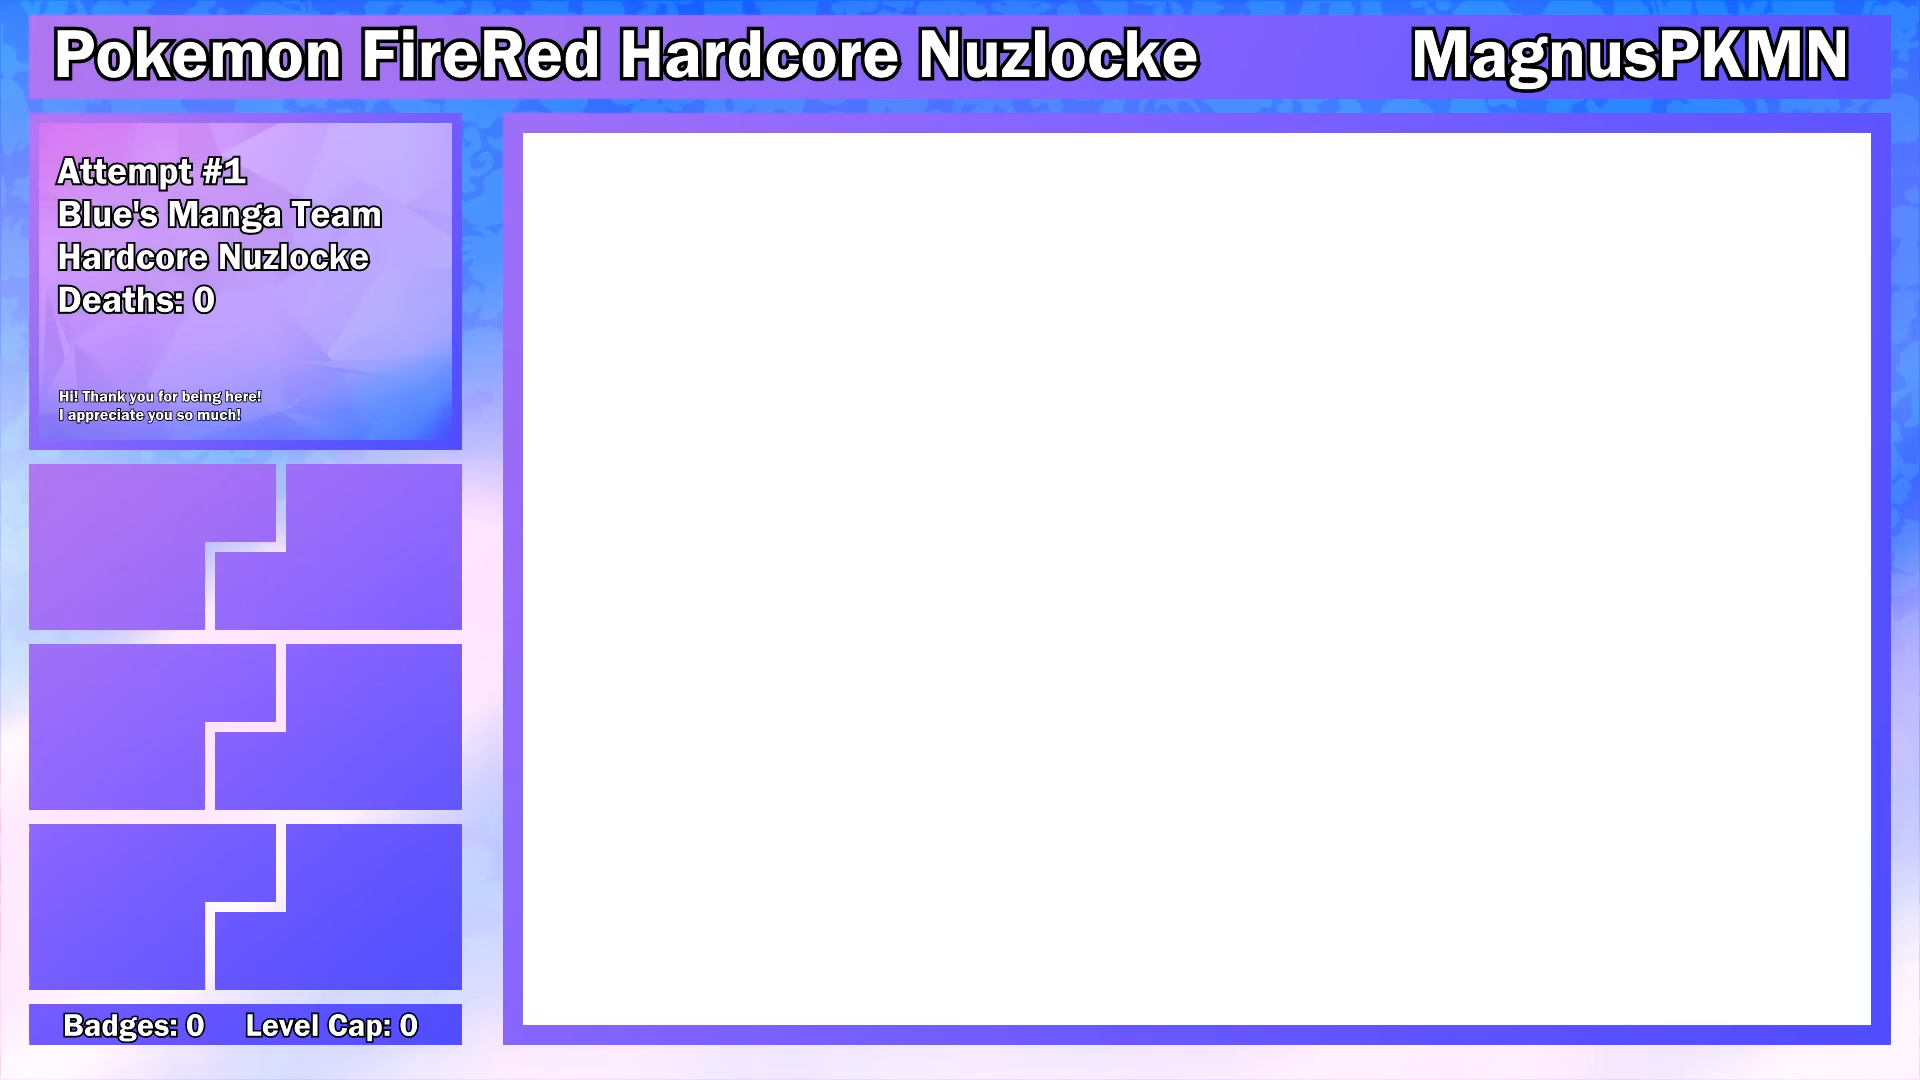 Pokemon FireRed Hardcore Nuzlocke
MagnusPKMN
Attempt #1
Blue's Manga Team
Hardcore Nuzlocke
Deaths: 0
Hi! Thank you for being here!
I appreciate you so much!
Badges: 0
Level Cap: 0